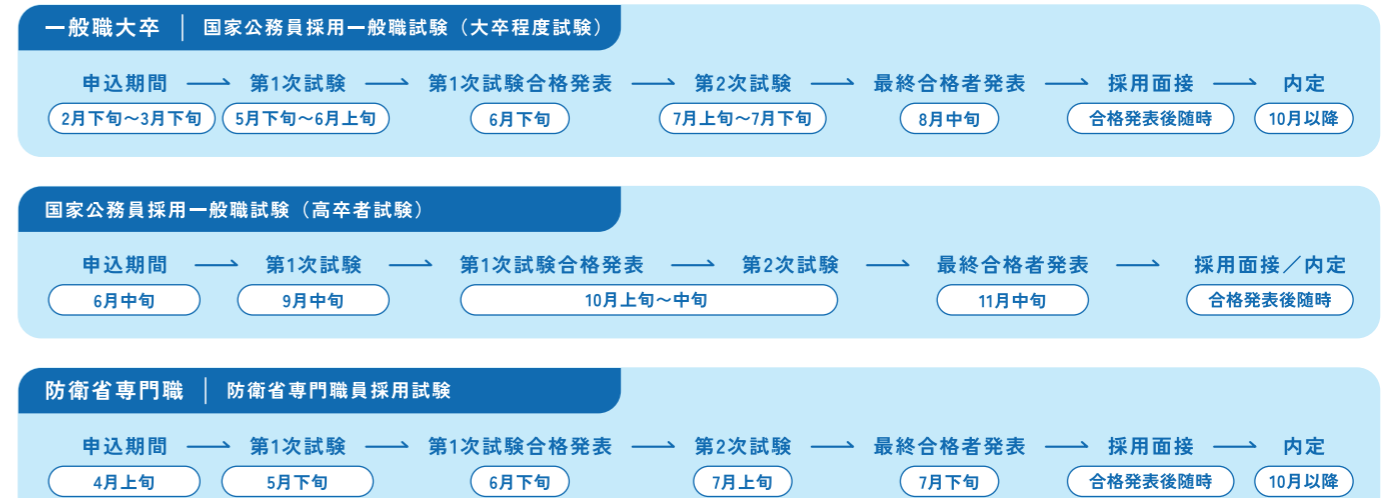 一般職大卒 | 国家公務員採用一般職試験（大卒程度試験）
申込期間 → 第1次試験 → 第1次試験合格発表 → 第2次試験 → 最終合格者発表 → 採用面接 → 内定
2月下旬～3月下旬 5月下旬～6月上旬 6月下旬 7月上旬～7月下旬 8月中旬 合格発表後随時 10月以降
国家公務員採用一般職試験（高卒者試験）
申込期間 → 第1次試験 → 第1次試験合格発表 → 第2次試験 → 最終合格者発表 → 採用面接／内定
6月中旬 9月中旬 10月上旬～中旬 11月中旬 合格発表後随時
防衛省専門職 | 防衛省専門職員採用試験
申込期間 → 第1次試験 → 第1次試験合格発表 → 第2次試験 → 最終合格者発表 → 採用面接 → 内定
4月上旬 5月下旬 6月下旬 7月上旬 7月下旬 合格発表後随時 10月以降